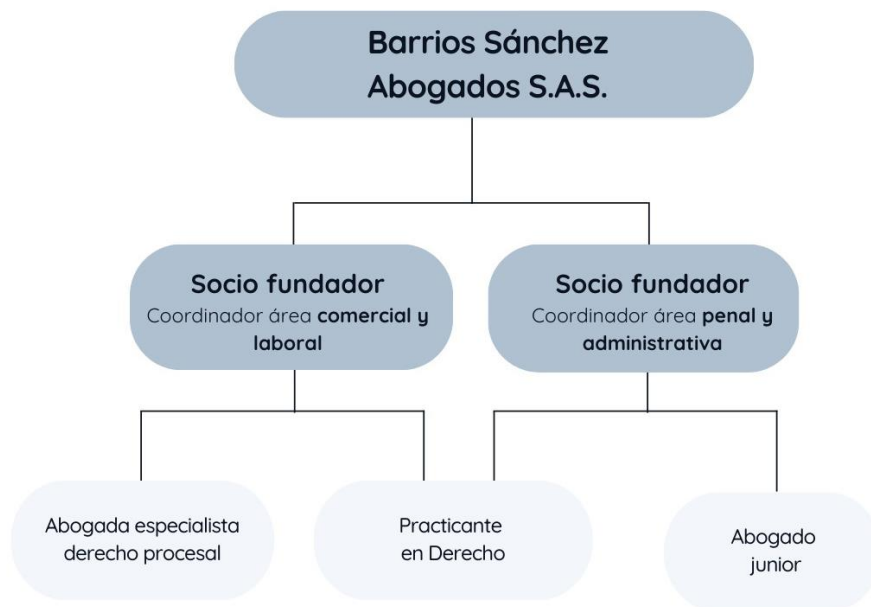 Barrios Sánchez
Abogados S.A.S.
Socio fundador
Coordinador área comercial y
laboral
Socio fundador
Coordinador área penal y
administrativa
Abogada especialista
derecho procesal
Practicante
en Derecho
Abogado
junior